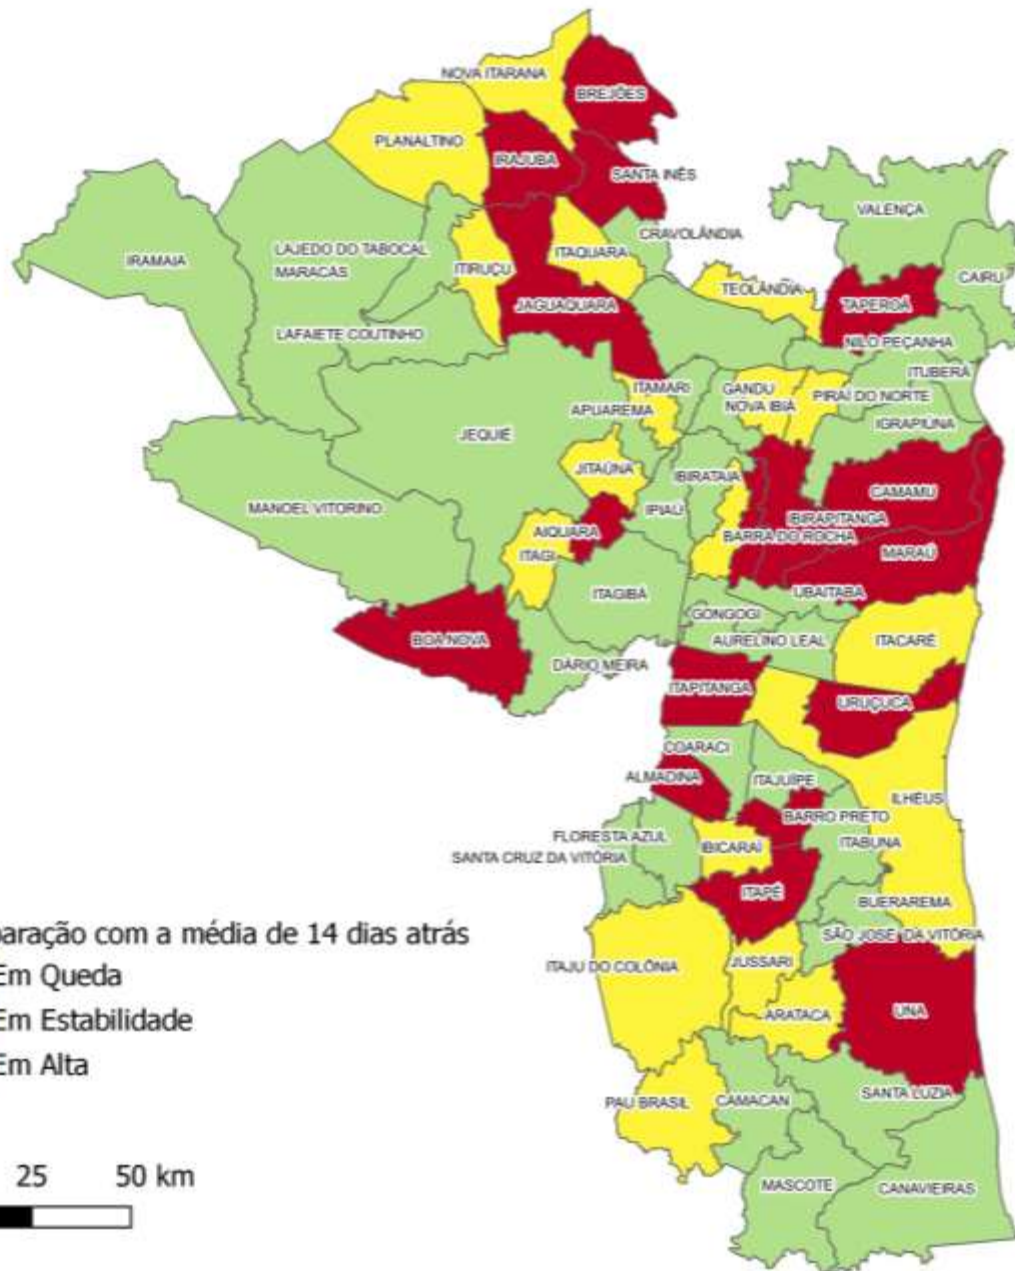 NOVA ITARANA
BREJÕES
PLANALTINO
IRAJUBA
SANTA INÊS
VALENÇA
CRAVOLÂNDIA
LAJEDO DO TABOCAL
ITAQUARA
IRAMAIA
ITIRUÇU
MARACÁS
CAIRU
TEOLÂNDIA
JAGUAQUARA
TAPEROÁ
LAFAIETE COUTINHO
NILO PEÇANHA
ITUBERÁ
ITAMARI
GANDU
PIRAÍ DO NORTE
NOVA IBIÁ
APUAREMA
IGRAPIÚNA
JEQUIÉ
JITAÚNA
IBIRATAIA
CAMAMU
MANOEL VITORINO
IPIAÚ
IBIRAPITANGA
AIQUARA
BARRA DO ROCHA
MARAÚ
ITAGI
ITAGIBÁ
UBAITABA
GONGOGI
BOA NOVA
AURELINO LEAL
ITACARÉ
DÁRIO MEIRA
ITAPITANGA
URUÇUCA
COARACI
ALMADINA
ITAJUÍPE
ILHÉUS
BARRO PRETO
FLORESTA AZUL
ITABUNA
IBICARAÍ
SANTA CRUZ DA VITÓRIA
ITAPÉ
BUERAREMA
SÃO JOSÉ DA VITÓRIA
paração com a média de 14 dias atrás
JUSSARI
ITAJU DO COLÔNIA
Em Queda
ARATACA
UNA
Em Estabilidade
Em Alta
SANTA LUZIA
PAU BRASIL
CAMACAN
25 50 km
MASCOTE
CANAVIEIRAS